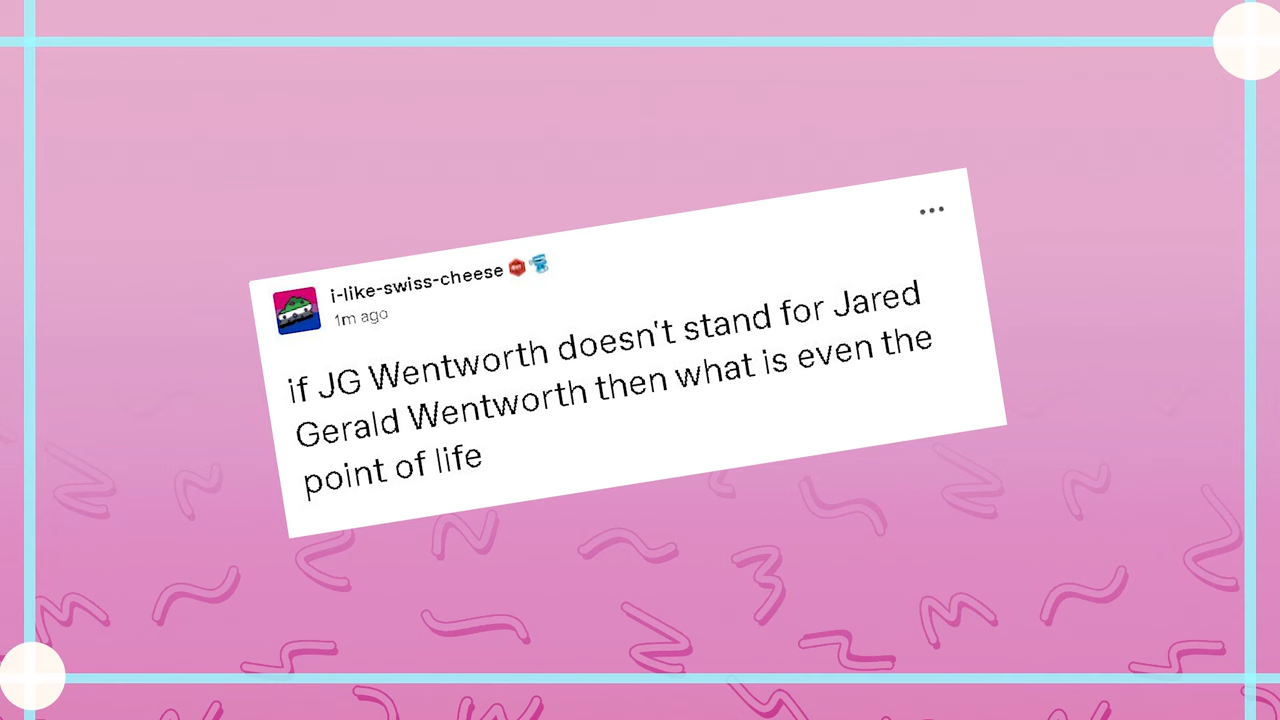 i-like-swiss-cheese
1m ago
if JG Wentworth doesn't stand for Jared
Gerald Wentworth then what is even the
point of life